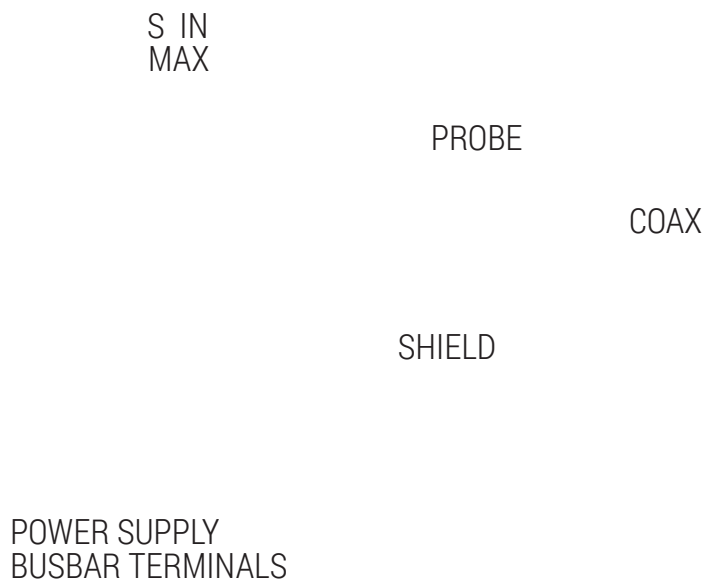 S IN
MAX
PROBE
COAX
SHIELD
POWER SUPPLY
BUSBAR TERMINALS